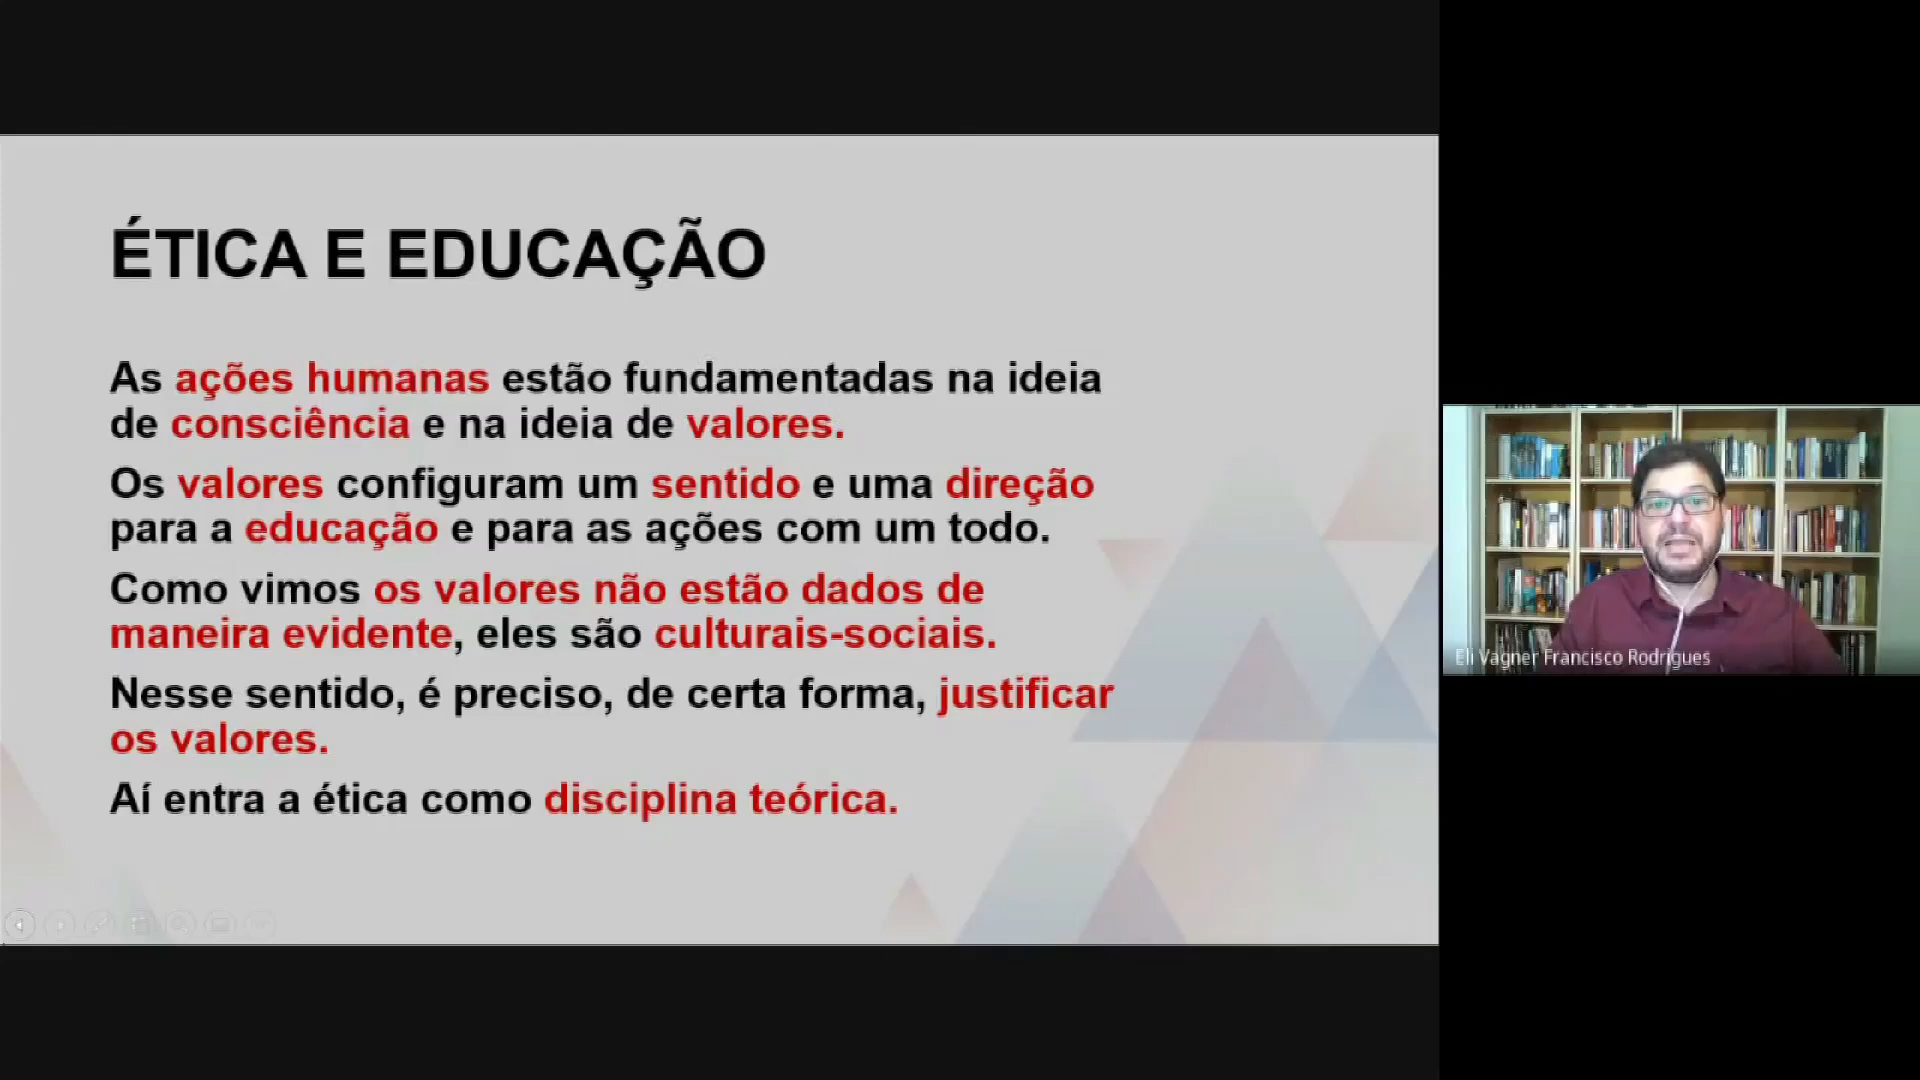 ÉTICA E EDUCAÇÃO
As ações humanas estão fundamentadas na ideia
de consciência e na ideia de valores.
Os valores configuram um sentido e uma direção
para a educação e para as ações com um todo.
Como vimos os valores não estão dados de
maneira evidente, eles são culturais-sociais.
Nesse sentido, é preciso, de certa forma, justificar
os valores.
Aí entra a ética como disciplina teórica.
Eli Vagner Francisco Rodrigues